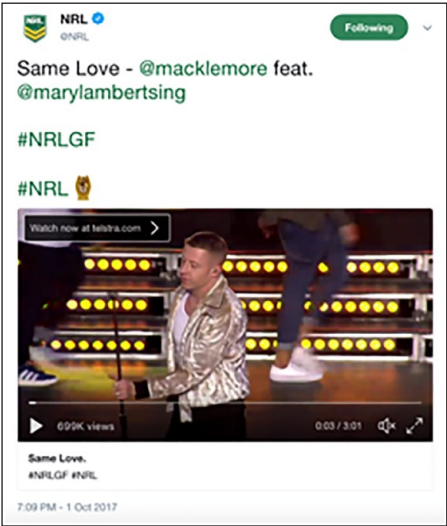 NRL
NRL
@NRL
Following
Same Love - @macklemore feat.
@marylambertsing
#NRLGF
#NRL
Watch now at telstra.com
699K views
0:03 / 3:01
Same Love.
#NRLGF #NRL
7:09 PM - 1 Oct 2017